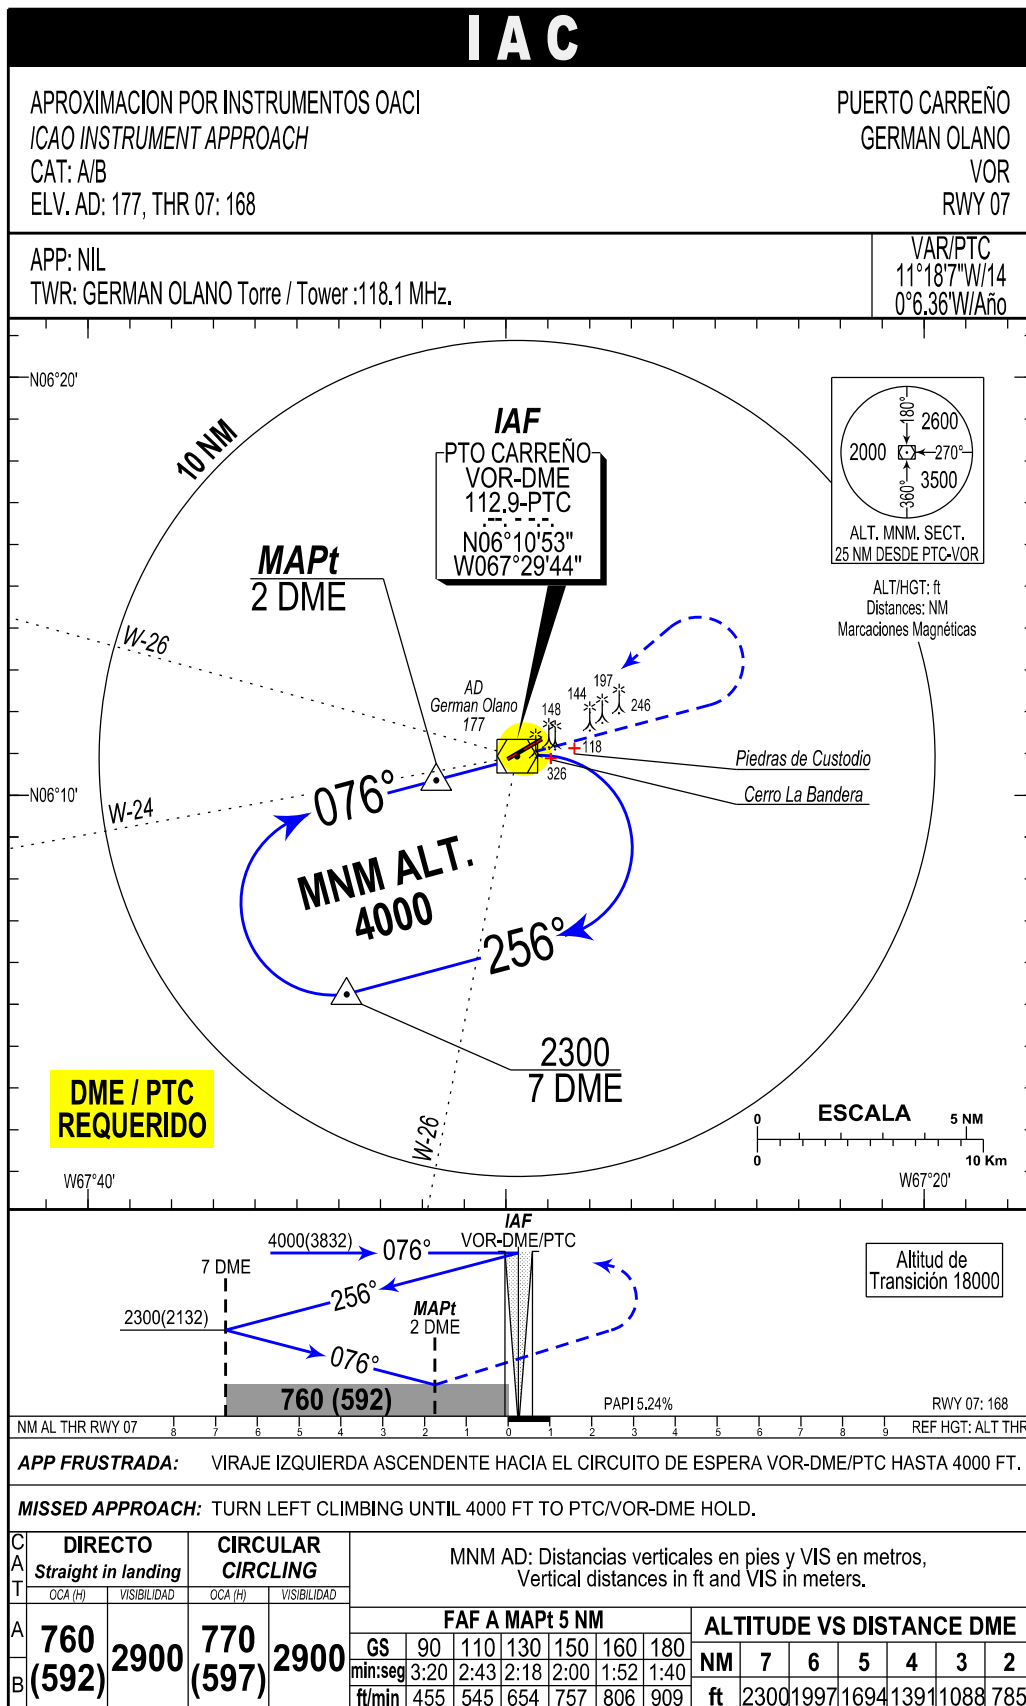 IAC
APROXIMACION POR INSTRUMENTOS OACI
ICAO INSTRUMENT APPROACH
CAT: A/B
ELV. AD: 177, THR 07: 168
PUERTO CARREÑO
GERMAN OLANO
VOR
RWY 07
APP: NIL
TWR: GERMAN OLANO Torre / Tower :118.1 MHz.
VAR/PTC
11°18'7"W/14
0°6.36'W/Año
N06°20'
10 NM
IAF
PTO CARREÑO
VOR-DME
112.9-PTC
N06°10'53"
W067°29'44"
180°
2600
2000
270°
360°
3500
ALT. MNM. SECT.
25 NM DESDE PTC-VOR
ALT/HGT: ft
Distances: NM
Marcaciones Magnéticas
MAPt
2 DME
W-26
AD
German Olano
177
148
144
197
246
118
326
Piedras de Custodio
Cerro La Bandera
N06°10'
W-24
076°
MNM ALT.
4000
256°
2300
7 DME
DME / PTC
REQUERIDO
W-26
0 ESCALA 5 NM
0 10 Km
W67°40'
W67°20'
IAF
VOR-DME/PTC
4000(3832)
076°
7 DME
256°
2300(2132)
MAPt
2 DME
076°
760 (592)
Altitud de
Transición 18000
PAPI 5.24%
RWY 07: 168
NM AL THR RWY 07 8 7 6 5 4 3 2 1 0 1 2 3 4 5 6 7 8 9 REF HGT: ALT THR
APP FRUSTRADA: VIRAJE IZQUIERDA ASCENDENTE HACIA EL CIRCUITO DE ESPERA VOR-DME/PTC HASTA 4000 FT.
MISSED APPROACH: TURN LEFT CLIMBING UNTIL 4000 FT TO PTC/VOR-DME HOLD.
CAT
DIRECTO
Straight in landing
CIRCULAR
CIRCLING
OCA (H) VISIBILIDAD OCA (H) VISIBILIDAD
A
B
760
(592)
2900
770
(597)
2900
MNM AD: Distancias verticales en pies y VIS en metros,
Vertical distances in ft and VIS in meters.
FAF A MAPt 5 NM
GS 90 110 130 150 160 180
min:seg 3:20 2:43 2:18 2:00 1:52 1:40
ft/min 455 545 654 757 806 909
ALTITUDE VS DISTANCE DME
NM 7 6 5 4 3 2
ft 2300 1997 1694 1391 1088 785